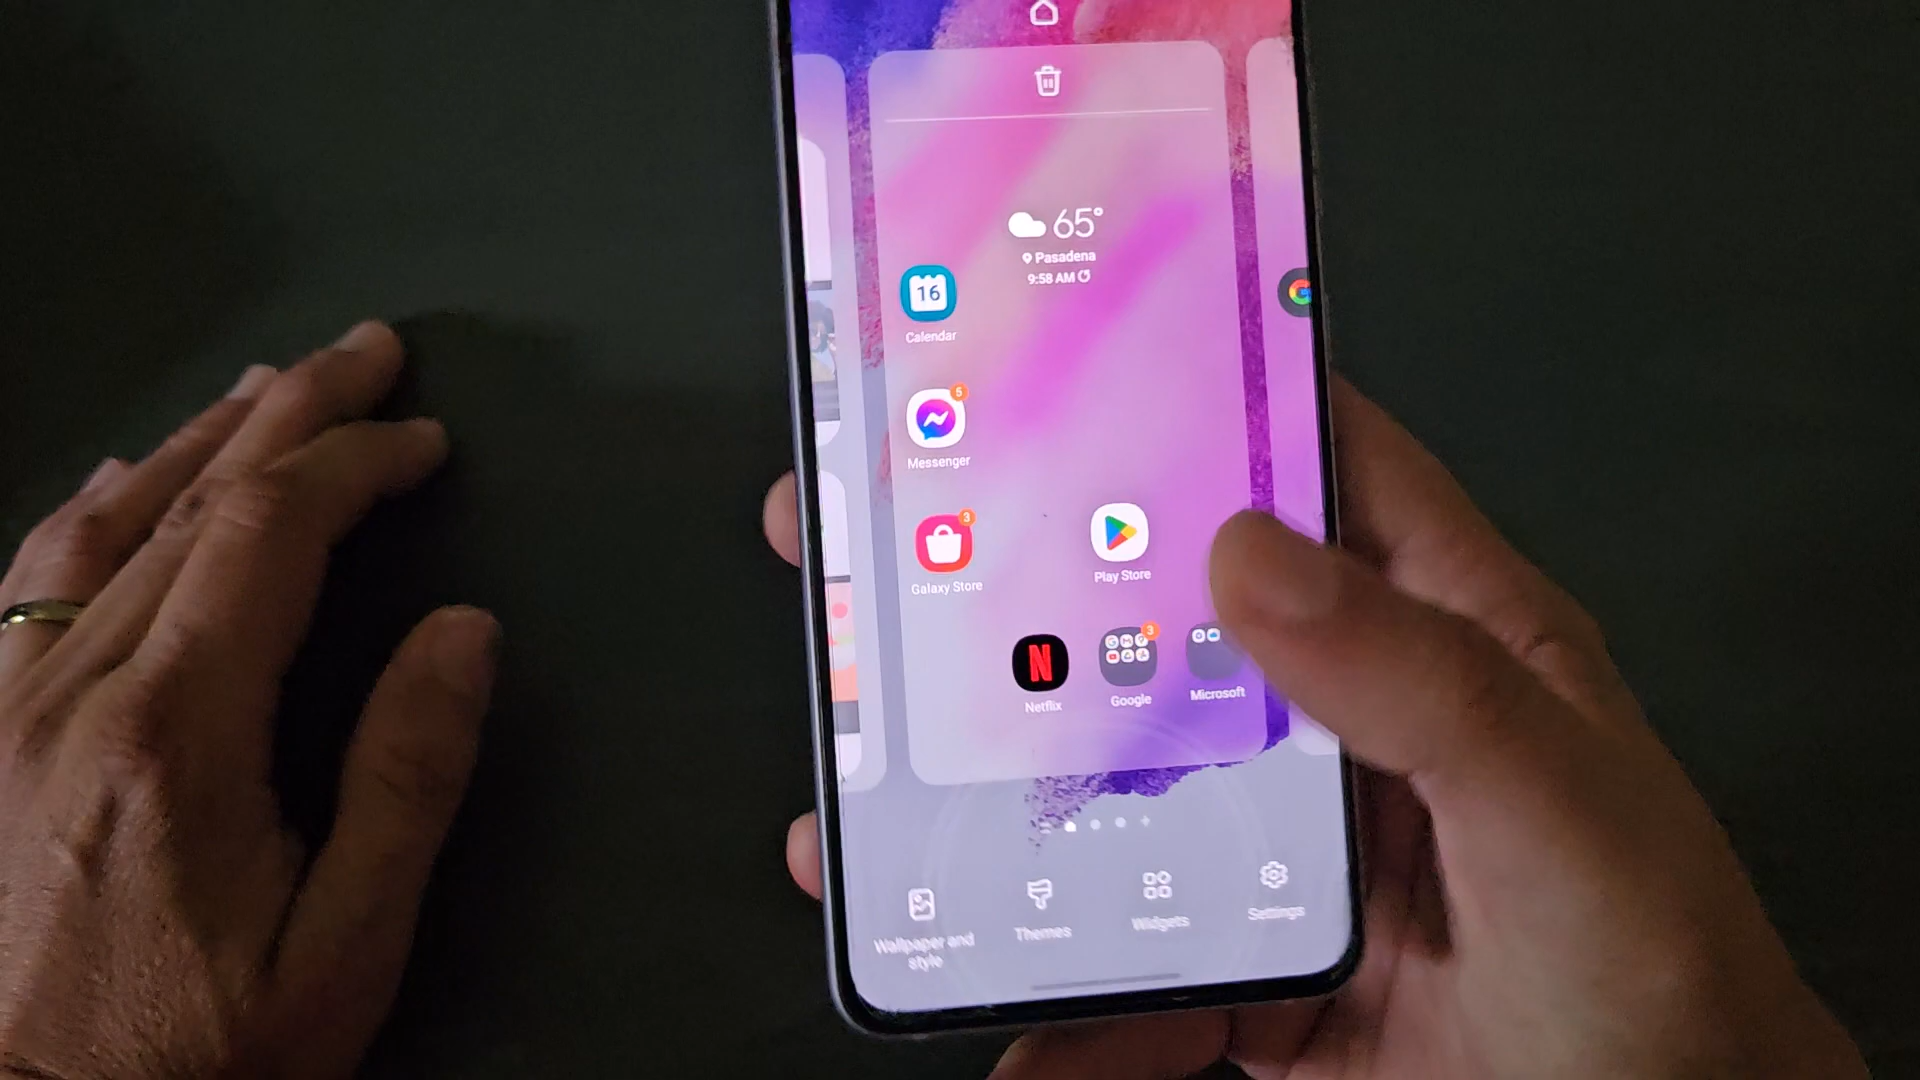 65°
Pasadena
9:58 AM
16
Calendar
5
Messenger
3
Galaxy Store
Play Store
N
Netflix
3
Google
Microsoft
Wallpaper and
style
Themes
Widgets
Settings